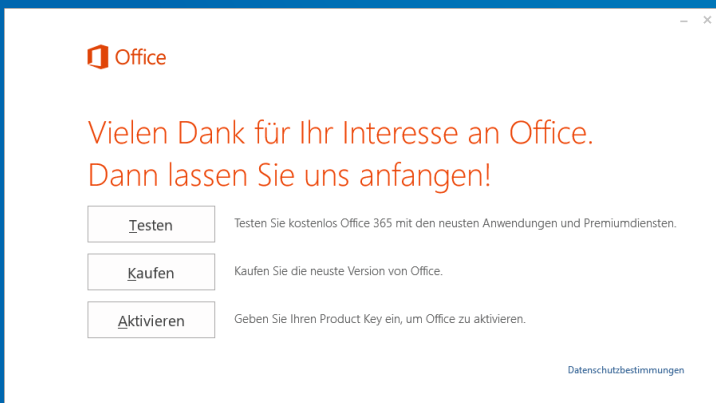 Office
Vielen Dank für Ihr Interesse an Office.
Dann lassen Sie uns anfangen!
Testen Testen Sie kostenlos Office 365 mit den neusten Anwendungen und Premiumdiensten.
Kaufen Kaufen Sie die neuste Version von Office.
Aktivieren Geben Sie Ihren Product Key ein, um Office zu aktivieren.
Datenschutzbestimmungen